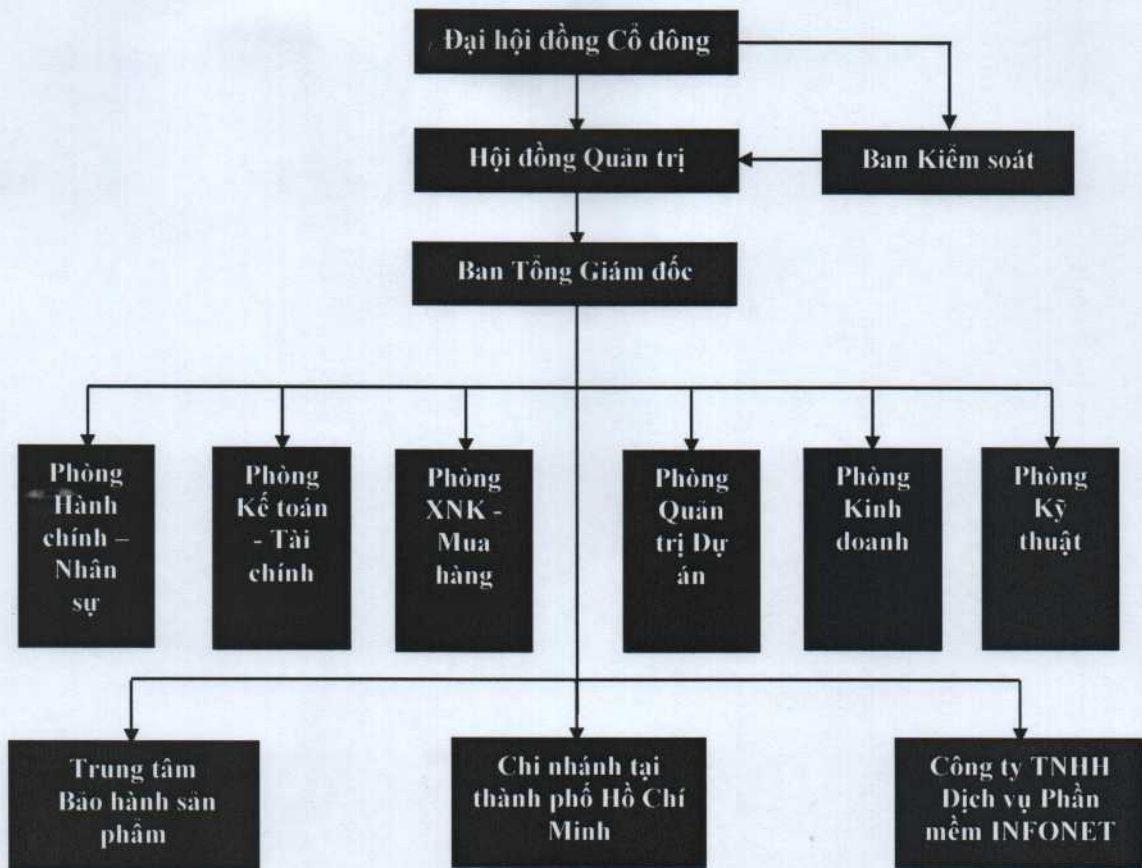 Đại hội đồng Cổ đông
Hội đồng Quản trị
Ban Kiểm soát
Ban Tổng Giám đốc
Phòng
Hành
chính –
Nhân
sự
Phòng
Kế toán
- Tài
chính
Phòng
XNK -
Mua
hàng
Phòng
Quản
trị Dự
án
Phòng
Kinh
doanh
Phòng
Kỹ
thuật
Trung tâm
Bảo hành sản
phẩm
Chi nhánh tại
thành phố Hồ Chí
Minh
Công ty TNHH
Dịch vụ Phần
mềm INFONET